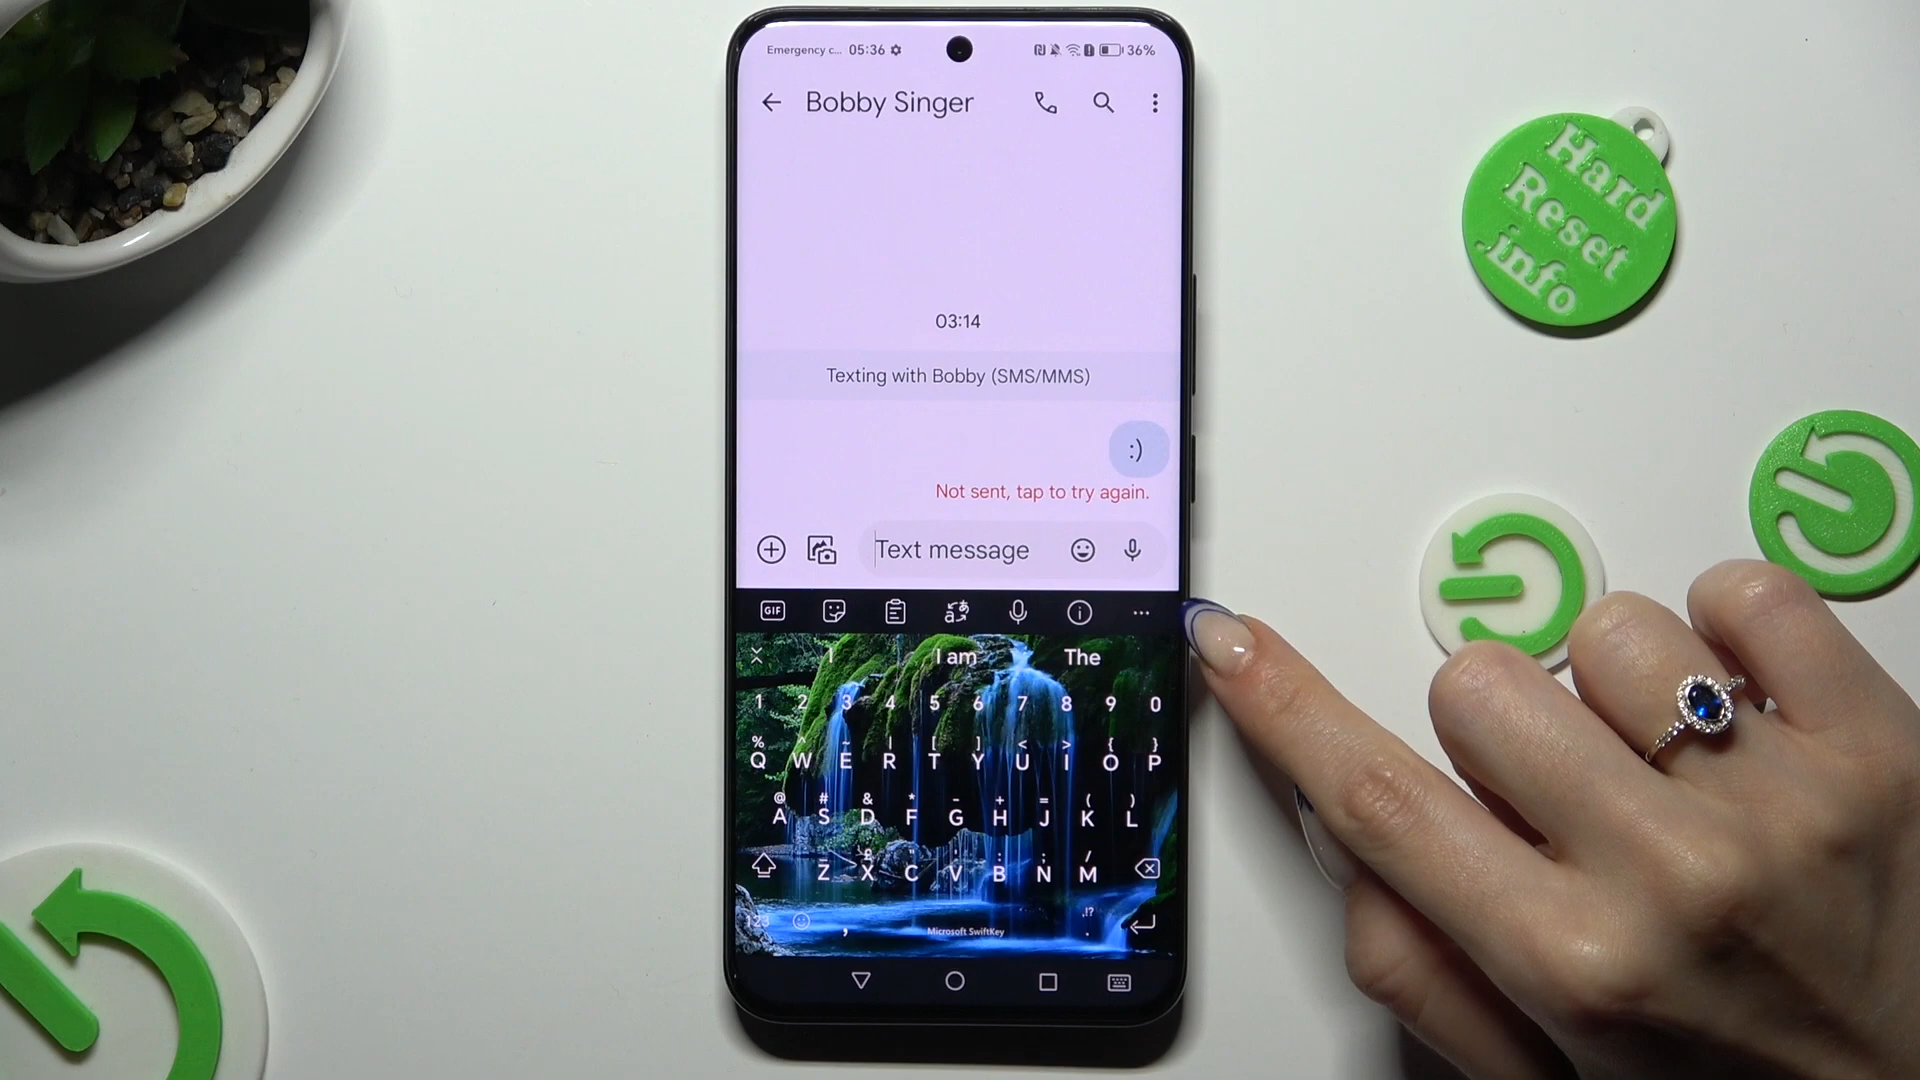 Emergency c... 05:36 36%
Bobby Singer
03:14
Texting with Bobby (SMS/MMS)
:)
Not sent, tap to try again.
Text message
GIF
I I am The
1 2 3 4 5 6 7 8 9 0
% ^ ~ | [ ] < > { }
Q W E R T Y U I O P
@ # & * - + = ( )
A S D F G H J K L
_ £ " ' : ; /
Z X C V B N M
123 , Microsoft SwiftKey .
,!?
Hard
Reset
.info